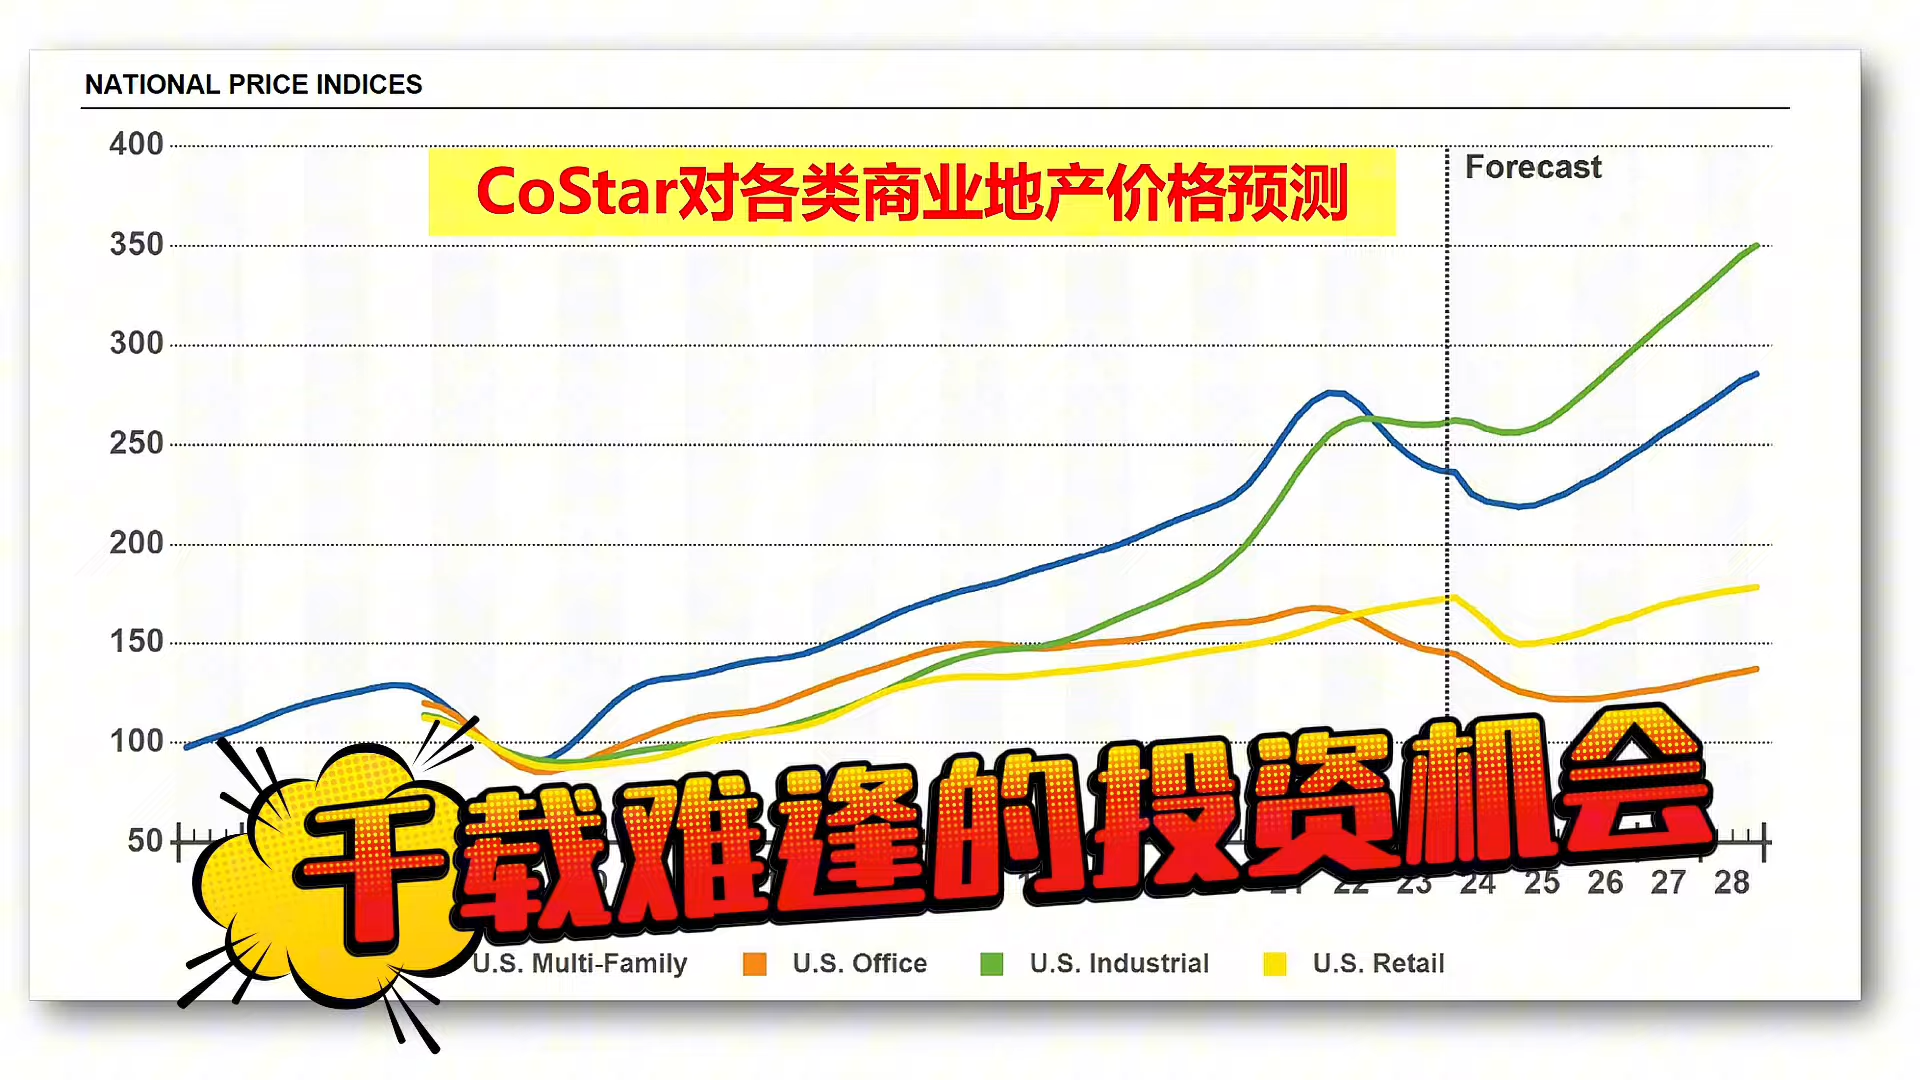 NATIONAL PRICE INDICES
400
CoStar对各类商业地产价格预测
Forecast
350
300
250
200
150
100
千载难逢的投资机会
50
22 23 24 25 26 27 28
U.S. Multi-Family U.S. Office U.S. Industrial U.S. Retail